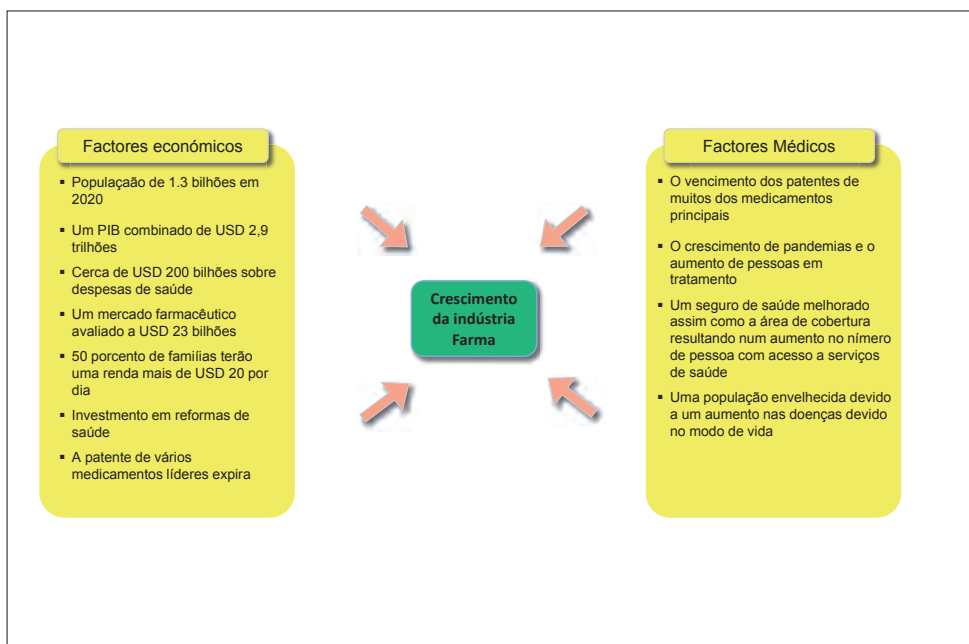 Factores económicos
▪ Populaçaão de 1.3 bilhões em
2020
▪ Um PIB combinado de USD 2,9
trilhões
▪ Cerca de USD 200 bilhões sobre
despesas de saúde
▪ Um mercado farmacêutico
avaliado a USD 23 bilhões
▪ 50 porcento de famiíias terão
uma renda mais de USD 20 por
dia
▪ Investimento em reformas de
saúde
▪ A patente de vários
medicamentos líderes expira
Crescimento
da indústria
Farma
Factores Médicos
▪ O vencimento dos patentes de
muitos dos medicamentos
principais
▪ O crescimento de pandemias e o
aumento de pessoas em
tratamento
▪ Um seguro de saúde melhorado
assim como a área de cobertura
resultando num aumento no nímero
de pessoa com acesso a serviços
de saúde
▪ Uma população envelhecida devido
a um aumento nas doenças devido
no modo de vida